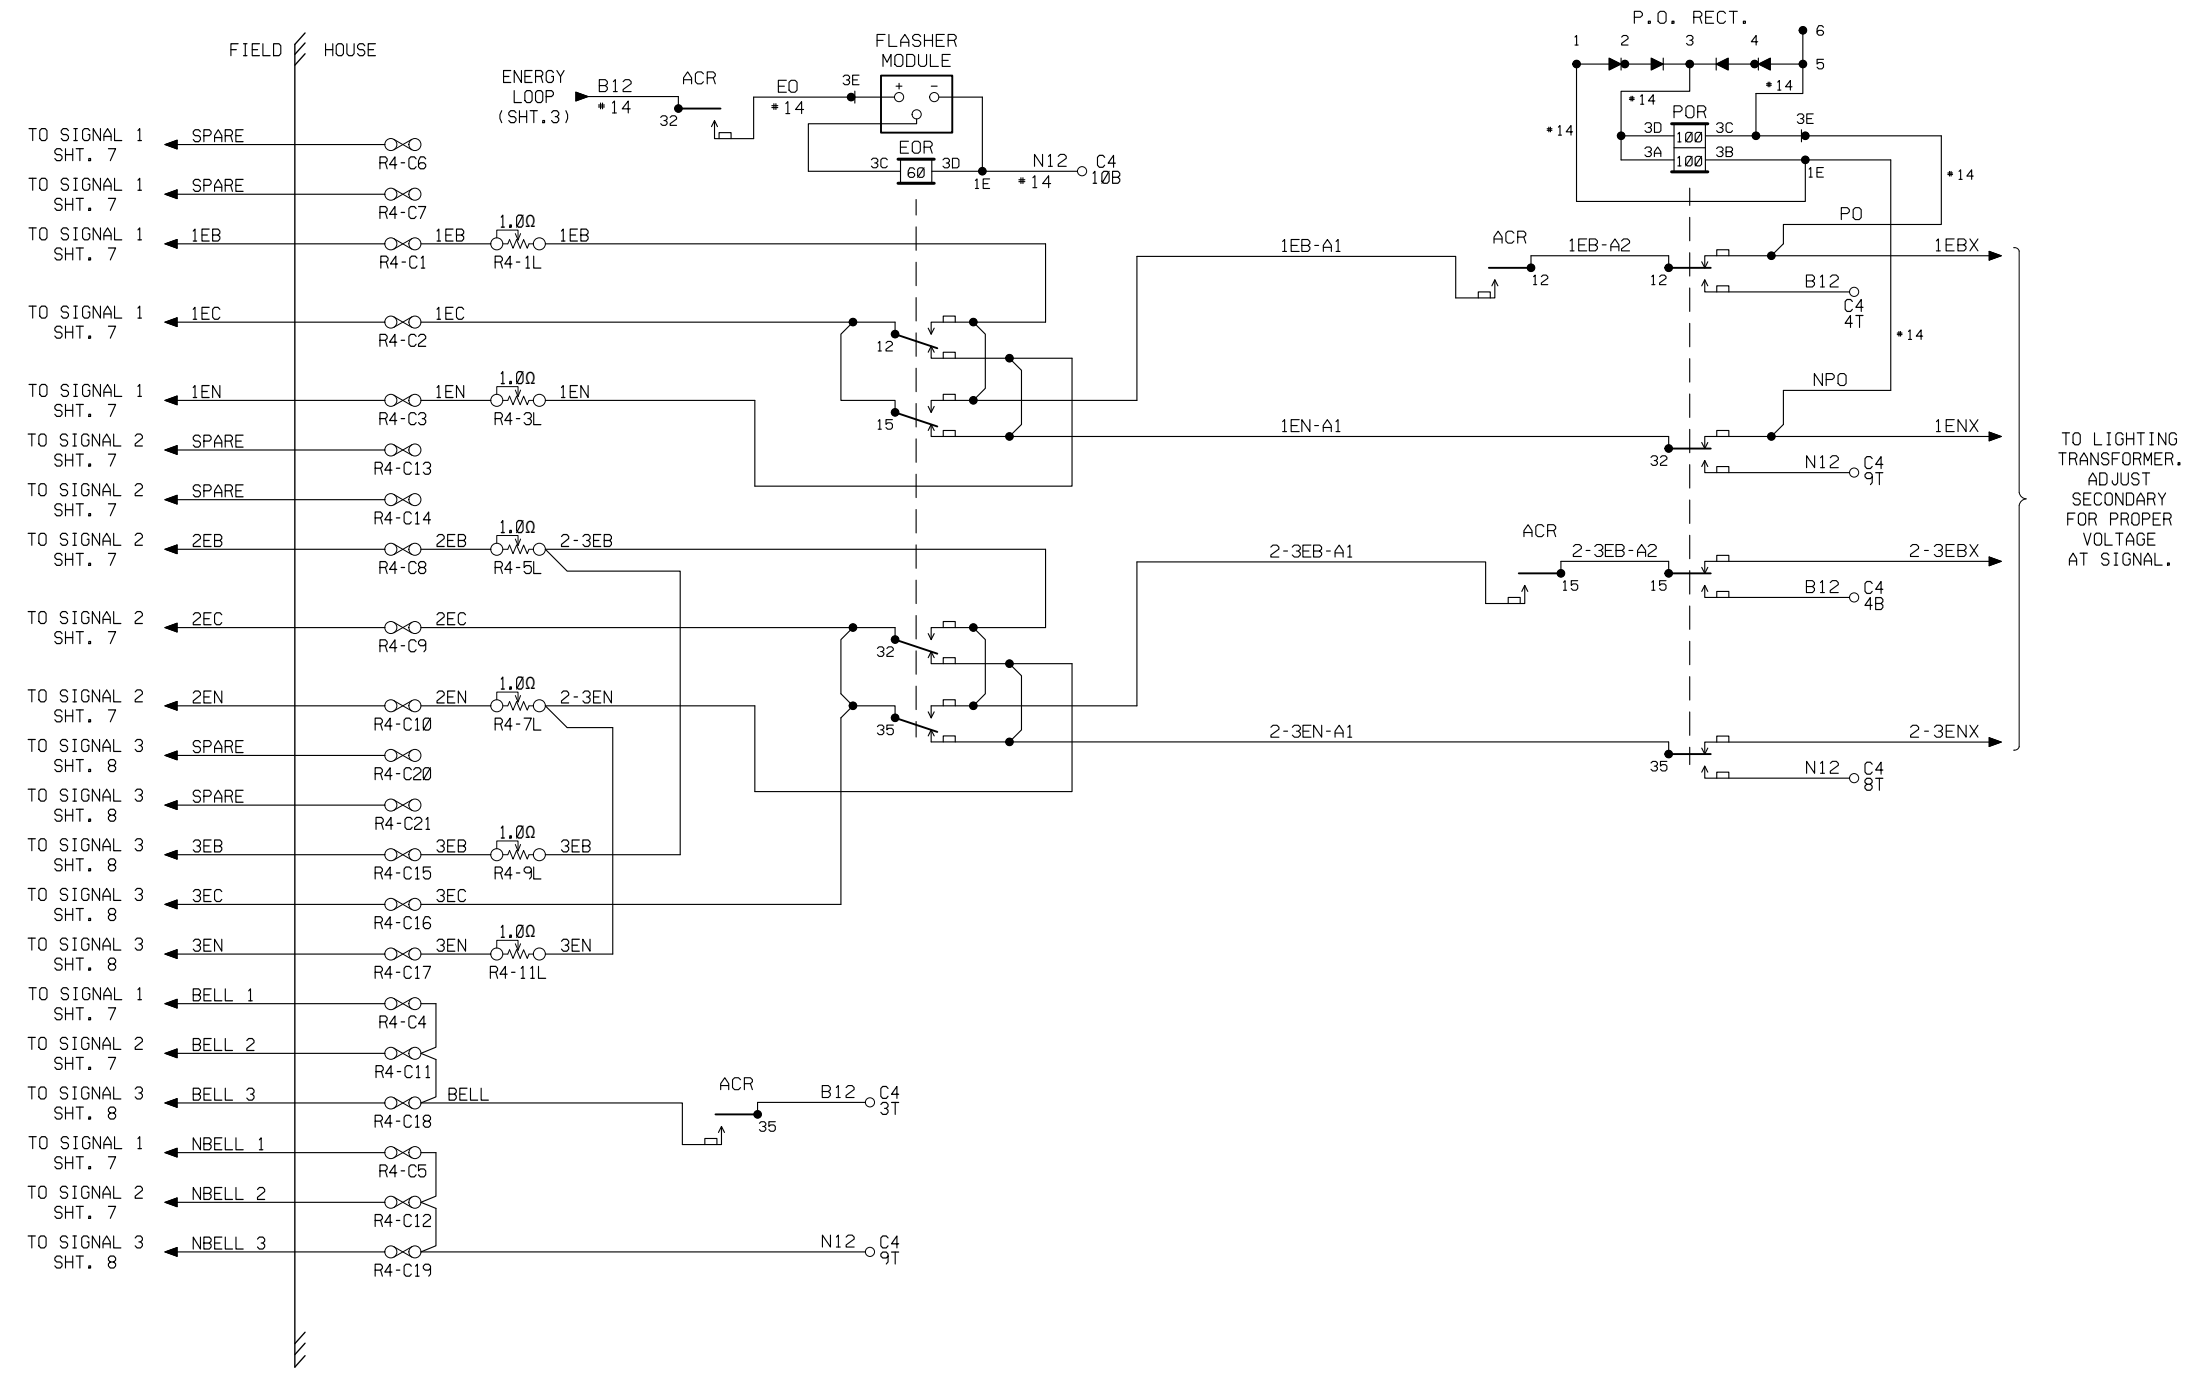 FIELD
HOUSE
ENERGY
LOOP
(SHT.3)
B12
*14
ACR
32
EO
*14
3E
FLASHER
MODULE
+
-
EOR
3C
60
3D
1E
N12
*14
C4
10B
P.O. RECT.
1
2
3
4
6
5
*14
*14
*14
POR
3D
100
3C
3E
3A
100
3B
1E
*14
PO
*14
NPO
TO SIGNAL 1
SHT. 7
SPARE
R4-C6
TO SIGNAL 1
SHT. 7
SPARE
R4-C7
TO SIGNAL 1
SHT. 7
1EB
R4-C1
1EB
1.0Ω
R4-1L
1EB
1EB-A1
ACR
12
1EB-A2
12
1EBX
B12
C4
4T
TO SIGNAL 1
SHT. 7
1EC
R4-C2
1EC
12
TO SIGNAL 1
SHT. 7
1EN
R4-C3
1EN
1.0Ω
R4-3L
1EN
15
1EN-A1
32
1ENX
N12
C4
9T
TO SIGNAL 2
SHT. 7
SPARE
R4-C13
TO SIGNAL 2
SHT. 7
SPARE
R4-C14
TO SIGNAL 2
SHT. 7
2EB
R4-C8
2EB
1.0Ω
R4-5L
2-3EB
2-3EB-A1
ACR
15
2-3EB-A2
15
2-3EBX
B12
C4
4B
TO SIGNAL 2
SHT. 7
2EC
R4-C9
2EC
32
TO SIGNAL 2
SHT. 7
2EN
R4-C10
2EN
1.0Ω
R4-7L
2-3EN
35
2-3EN-A1
35
2-3ENX
N12
C4
8T
TO LIGHTING
TRANSFORMER.
ADJUST
SECONDARY
FOR PROPER
VOLTAGE
AT SIGNAL.
TO SIGNAL 3
SHT. 8
SPARE
R4-C20
TO SIGNAL 3
SHT. 8
SPARE
R4-C21
TO SIGNAL 3
SHT. 8
3EB
R4-C15
3EB
1.0Ω
R4-9L
3EB
TO SIGNAL 3
SHT. 8
3EC
R4-C16
3EC
TO SIGNAL 3
SHT. 8
3EN
R4-C17
3EN
1.0Ω
R4-11L
3EN
TO SIGNAL 1
SHT. 7
BELL 1
R4-C4
TO SIGNAL 2
SHT. 7
BELL 2
R4-C11
TO SIGNAL 3
SHT. 8
BELL 3
R4-C18
BELL
ACR
35
B12
C4
3T
TO SIGNAL 1
SHT. 7
NBELL 1
R4-C5
TO SIGNAL 2
SHT. 7
NBELL 2
R4-C12
TO SIGNAL 3
SHT. 8
NBELL 3
R4-C19
N12
C4
9T